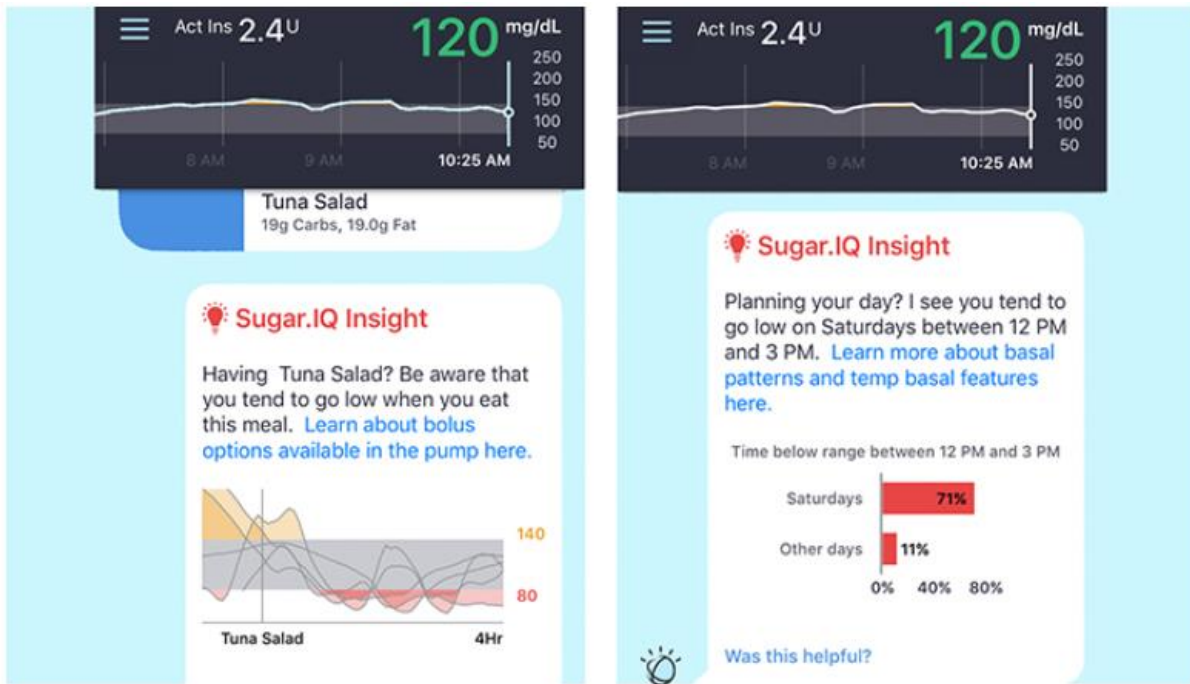 Act Ins 2.4 U
120 mg/dL
250
200
150
100
50
8 AM
9 AM
10:25 AM
Tuna Salad
19g Carbs, 19.0g Fat
Sugar.IQ Insight
Having Tuna Salad? Be aware that
you tend to go low when you eat
this meal. Learn about bolus
options available in the pump here.
140
80
Tuna Salad
4Hr
Act Ins 2.4 U
120 mg/dL
250
200
150
100
50
8 AM
9 AM
10:25 AM
Sugar.IQ Insight
Planning your day? I see you tend to
go low on Saturdays between 12 PM
and 3 PM. Learn more about basal
patterns and temp basal features
here.
Time below range between 12 PM and 3 PM
Saturdays
71%
Other days
11%
0% 40% 80%
Was this helpful?